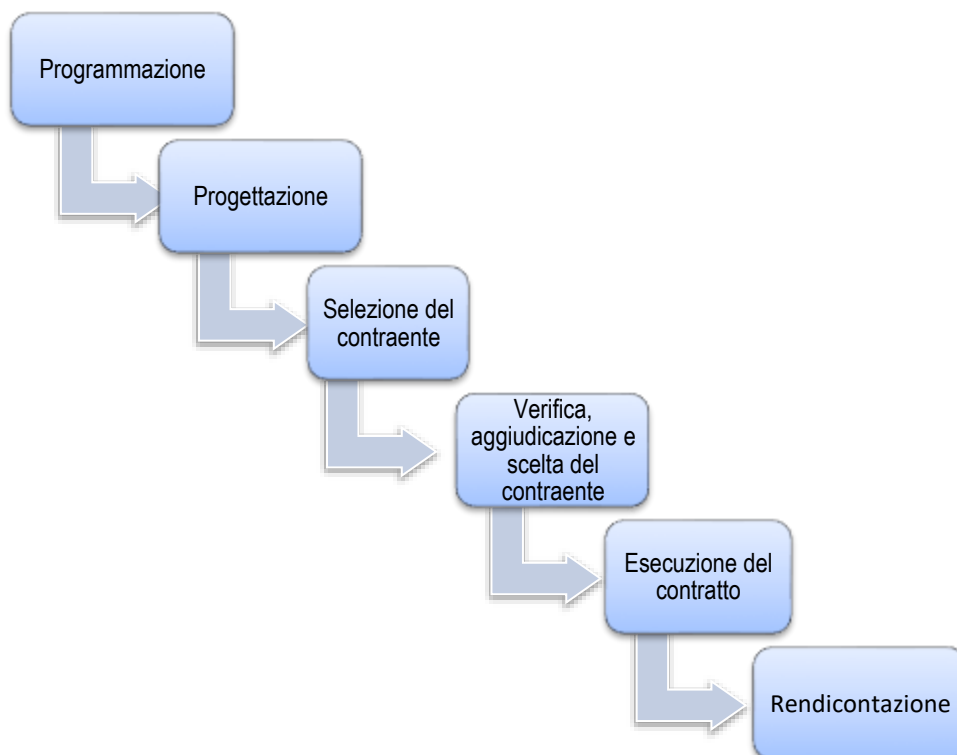 Programmazione
Progettazione
Selezione del
contraente
Verifica,
aggiudicazione e
scelta del
contraente
Esecuzione del
contratto
Rendicontazione